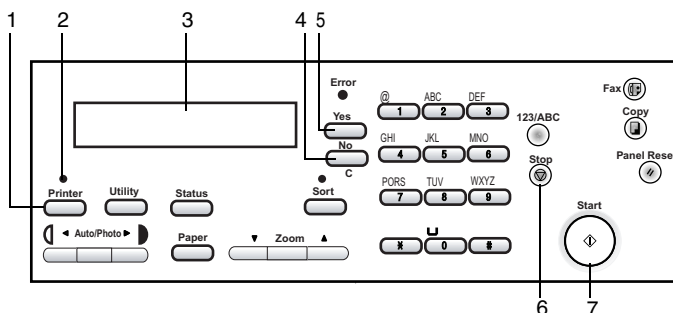 1 2 3 4 5
Error
Yes
No
C
Printer Utility Status Sort
Auto/Photo
Paper
Zoom
@ ABC DEF
1 2 3
GHI JKL MNO
4 5 6
PORS TUV WXYZ
7 8 9
* 0 #
123/ABC
Stop
Fax
Copy
Panel Rese
Start
6 7